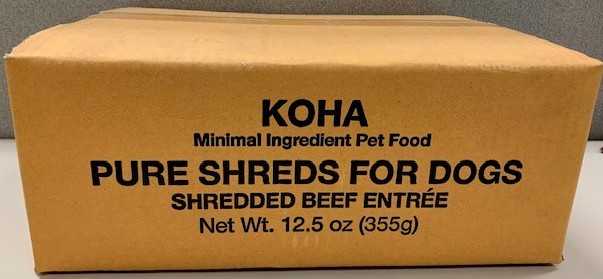 KOHA
Minimal Ingredient Pet Food
PURE SHREDS FOR DOGS
SHREDDED BEEF ENTRÉE
Net Wt. 12.5 oz (355g)